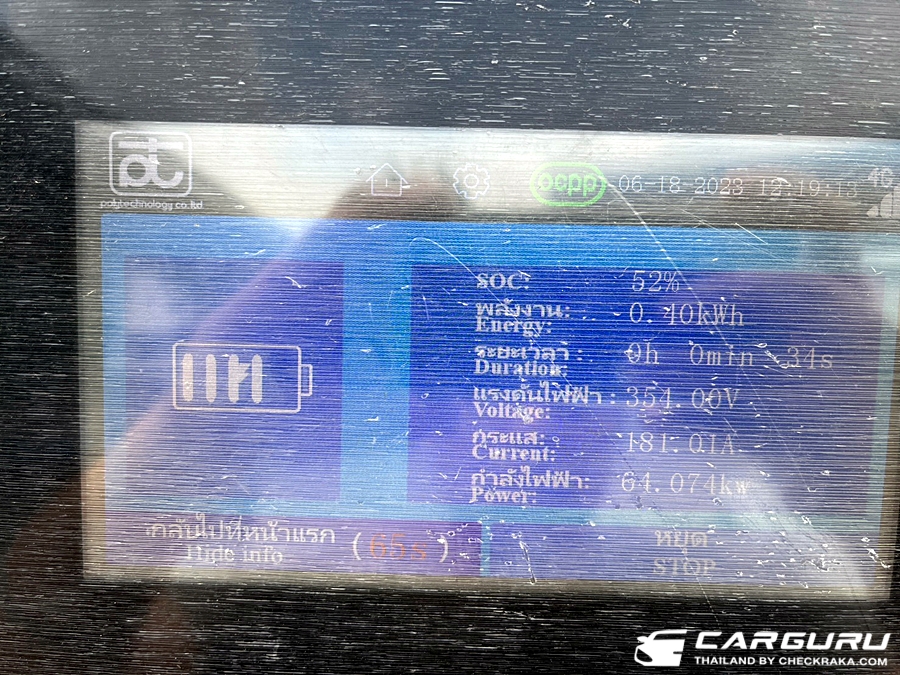 polytechnology co.ltd
ocpp 06-18-2023 12:19:13 4G
SOC: 52%
พลังงาน:
Energy: 0.40kWh
ระยะเวลา :
Duration: 0h 0min 34s
แรงดันไฟฟ้า :
Voltage: 354.00V
กระแส:
Current: 181.01A
กำลังไฟฟ้า:
Power: 64.074kw
กลับไปที่หน้าแรก
Hide info (65s)
หยุด
STOP
CARGURU
THAILAND BY CHECKRAKA.COM